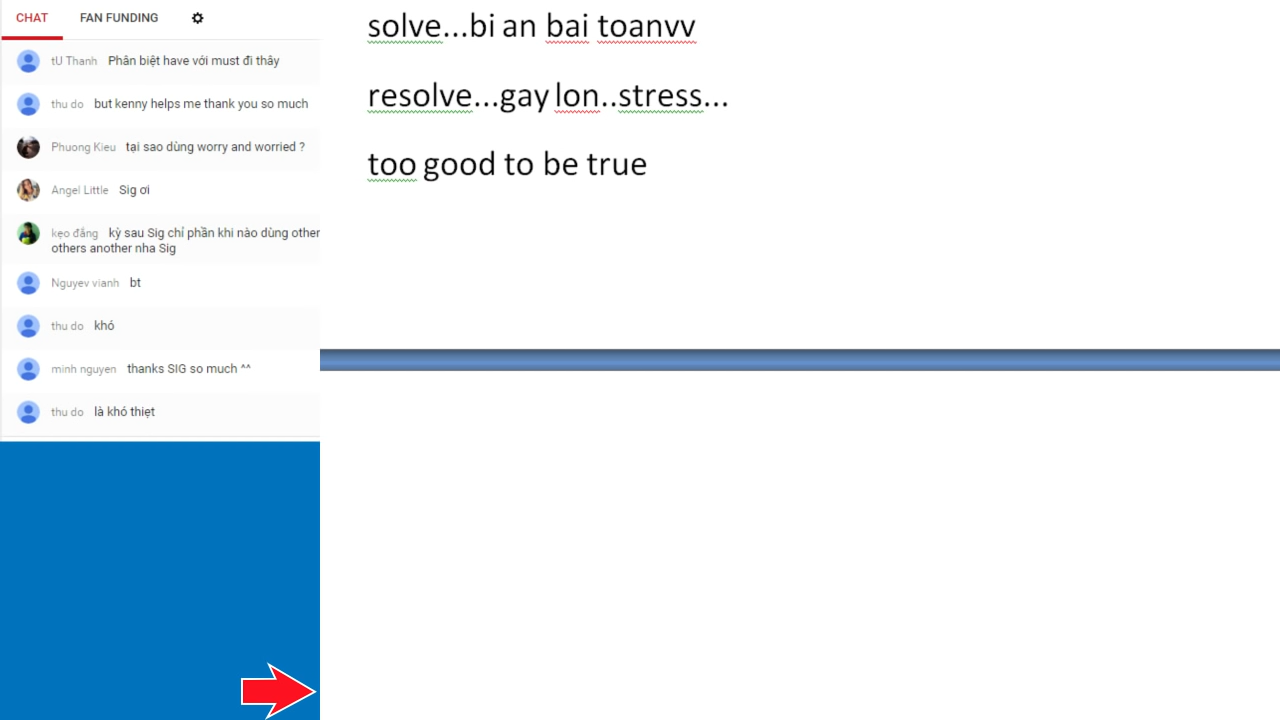 CHAT FAN FUNDING
tU Thanh Phân biệt have với must đi thây
thu do but kenny helps me thank you so much
Phuong Kieu tại sao dùng worry and worried ?
Angel Little Sig ơi
kẹo đắng kỳ sau Sig chỉ phần khi nào dùng other
others another nha Sig
Nguyev vianh bt
thu do khó
minh nguyen thanks SIG so much ^^
thu do là khó thiẹt
solve...bi an bai toanvv
resolve...gay lon..stress...
too good to be true